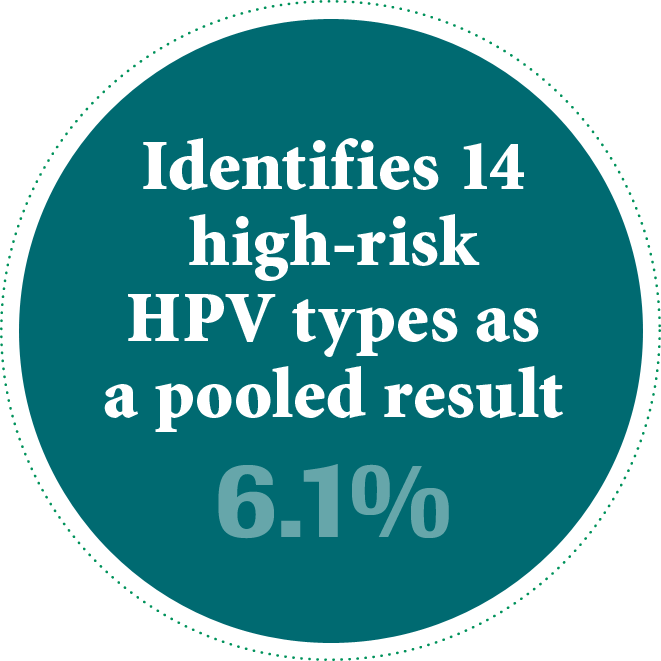 Identifies 14
high-risk
HPV types as
a pooled result
6.1%